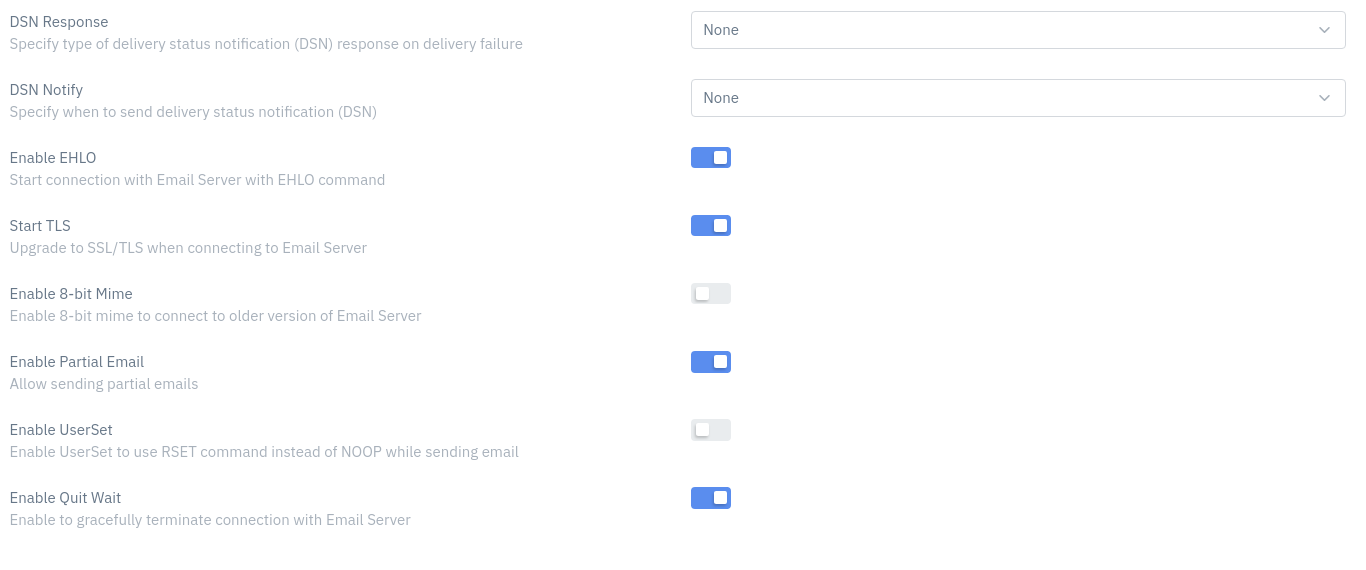 DSN Response
None
Specify type of delivery status notification (DSN) response on delivery failure
DSN Notify
None
Specify when to send delivery status notification (DSN)
Enable EHLO
Start connection with Email Server with EHLO command
Start TLS
Upgrade to SSL/TLS when connecting to Email Server
Enable 8-bit Mime
Enable 8-bit mime to connect to older version of Email Server
Enable Partial Email
Allow sending partial emails
Enable UserSet
Enable UserSet to use RSET command instead of NOOP while sending email
Enable Quit Wait
Enable to gracefully terminate connection with Email Server